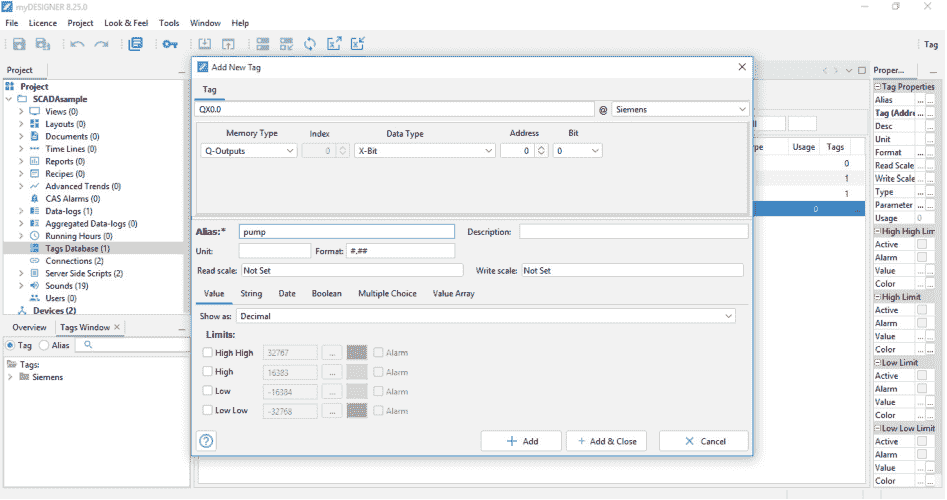 myDESIGNER 8.25.0
File Licence Project Look & Feel Tools Window Help
Tag
Project
Project
SCADAsample
Views (0)
Layouts (0)
Documents (0)
Time Lines (0)
Reports (0)
Recipes (0)
Advanced Trends (0)
CAS Alarms (0)
Data-logs (1)
Aggregated Data-logs (0)
Running Hours (0)
Tags Database (1)
Connections (2)
Server Side Scripts (2)
Sounds (19)
Users (0)
Devices (2)
Overview Tags Window
Tag Alias
Tags:
Siemens
Add New Tag
Tag
QX0.0 @ Siemens
Memory Type Index Data Type Address Bit
Q-Outputs 0 X-Bit 0 0
Alias:* pump Description:
Unit: Format: #.##
Read scale: Not Set Write scale: Not Set
Value String Date Boolean Multiple Choice Value Array
Show as: Decimal
Limits:
High High 32767 ... Alarm
High 16383 ... Alarm
Low -16384 ... Alarm
Low Low -32768 ... Alarm
? + Add + Add & Close Cancel
Usage Tags
0
1
1
0
Proper...
Tag Properties
Alias ... ...
Tag (Addre ...
Desc ... ...
Unit ... ...
Format ... ...
Read Scale ... ...
Write Scale ... ...
Type ... ...
Parameter ... ...
Usage 0
High High Lim
Active
Alarm
Value ... ...
Color ... ...
High Limit
Active
Alarm
Value ... ...
Color ... ...
Low Limit
Active
Alarm
Value ... ...
Color ... ...
Low Low Limit
Active
Alarm
Value ... ...
Color ... ...